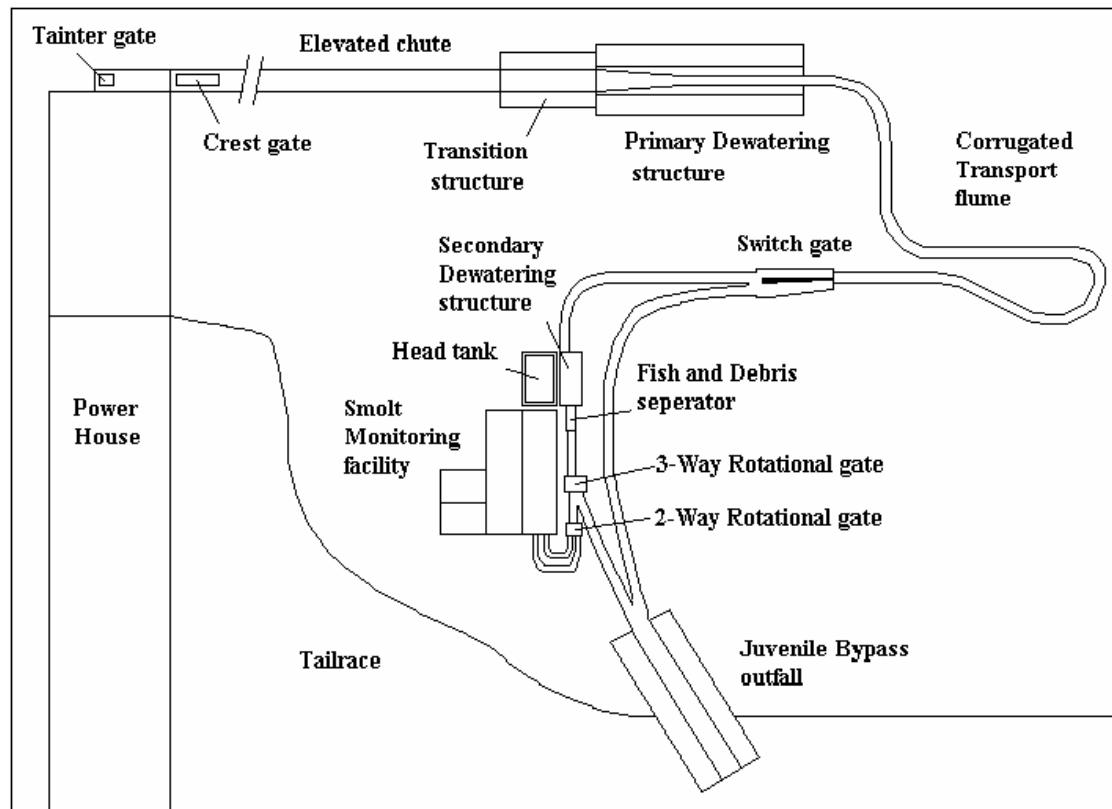 Tainter gate
Elevated chute
Crest gate
Transition
structure
Primary Dewatering
structure
Corrugated
Transport
flume
Secondary
Dewatering
structure
Switch gate
Head tank
Fish and Debris
seperator
Power
House
Smolt
Monitoring
facility
3-Way Rotational gate
2-Way Rotational gate
Tailrace
Juvenile Bypass
outfall